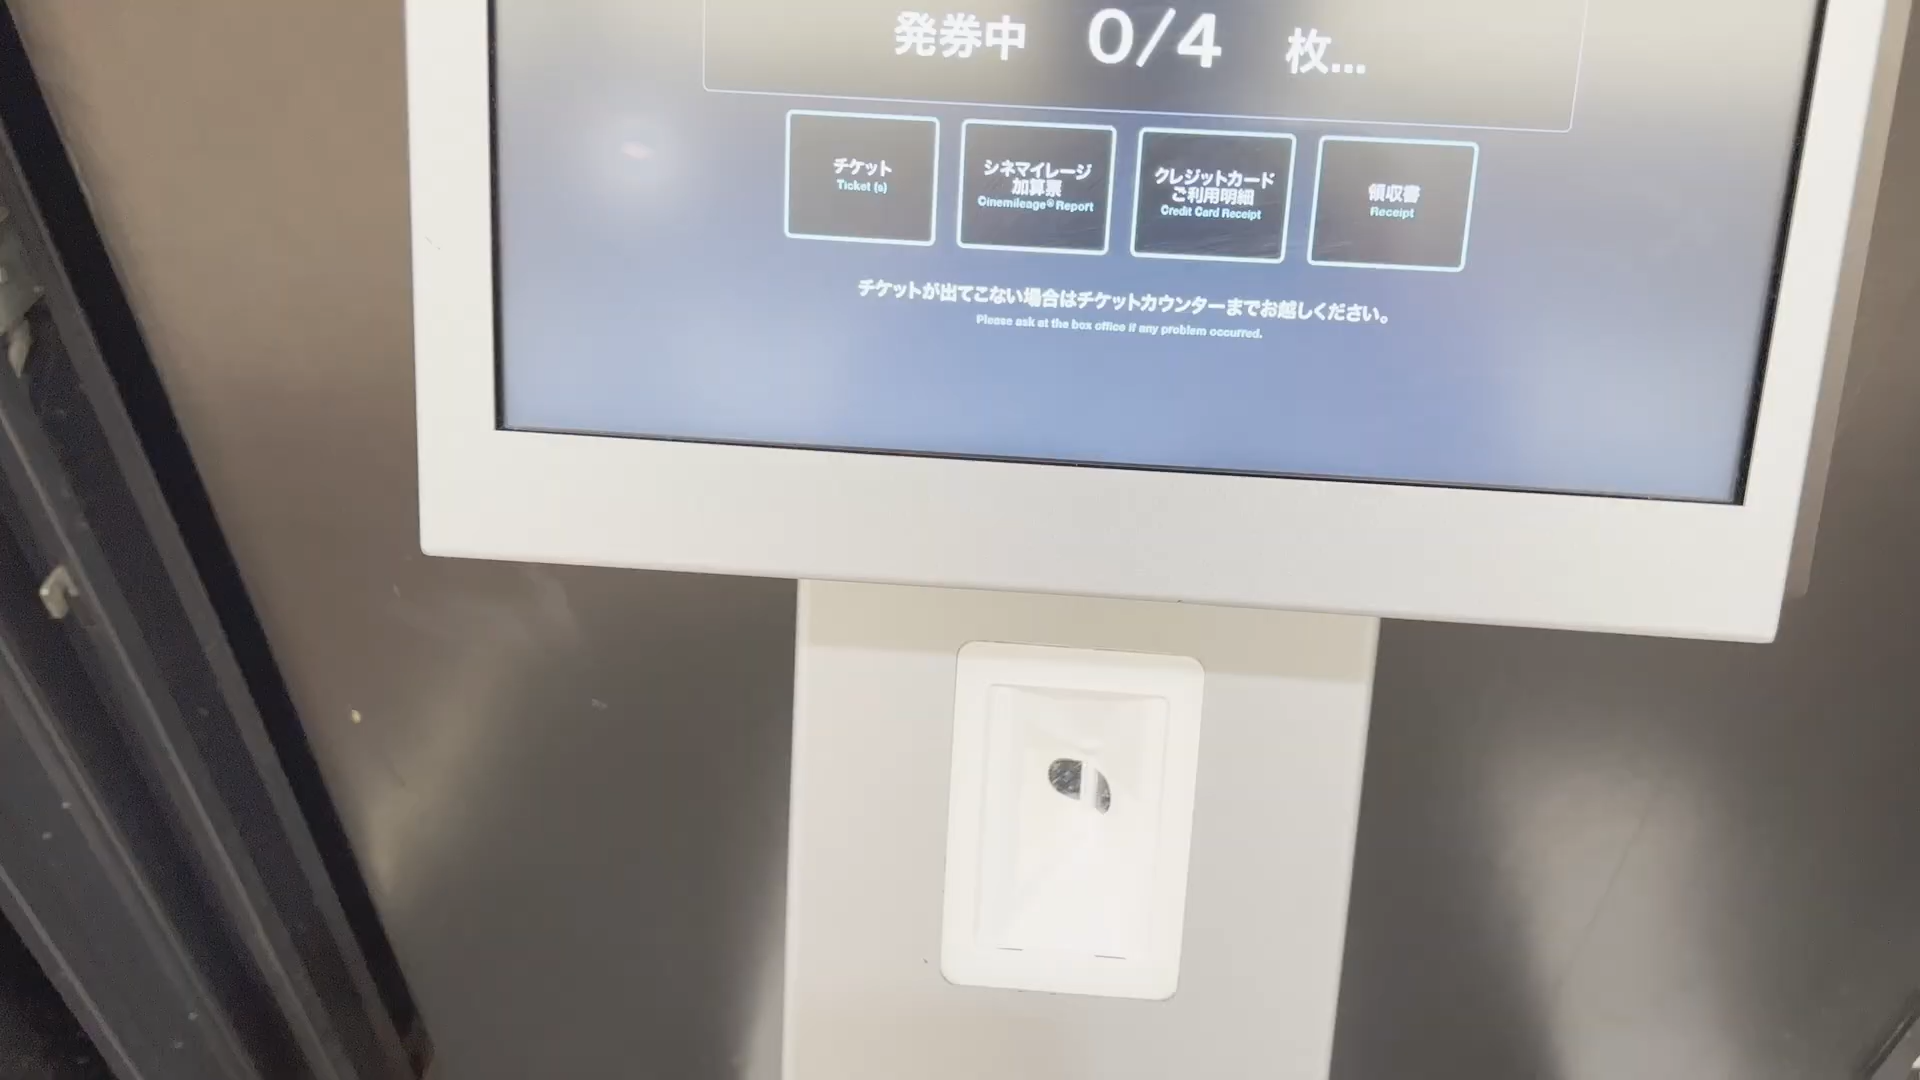 発券中 0/4 枚...
チケット
Ticket (s)
シネマイレージ
加算票
Cinemileage® Report
クレジットカード
ご利用明細
Credit Card Receipt
領収書
Receipt
チケットが出てこない場合はチケットカウンターまでお越しください。
Please ask at the box office if any problem occurred.